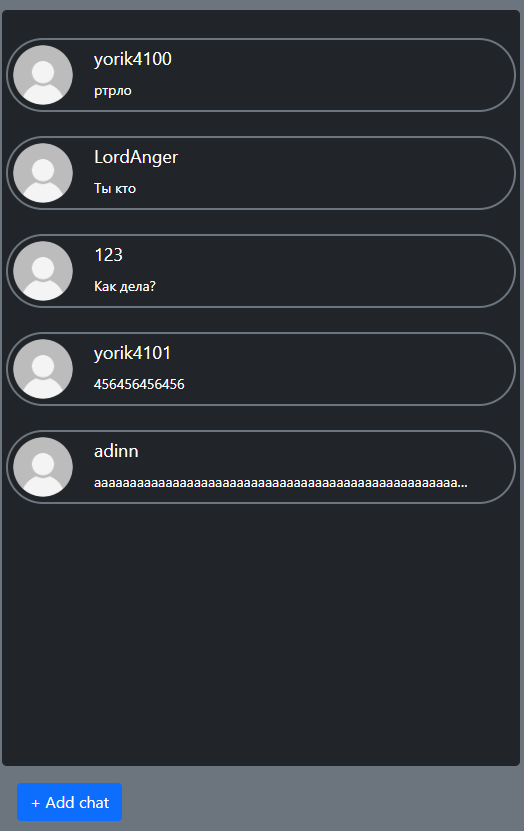 yorik4100
ртрло
LordAnger
Ты кто
123
Как дела?
yorik4101
456456456456
adinn
aaaaaaaaaaaaaaaaaaaaaaaaaaaaaaaaaaaaaaaaaaaaaaaaaaa...
+ Add chat